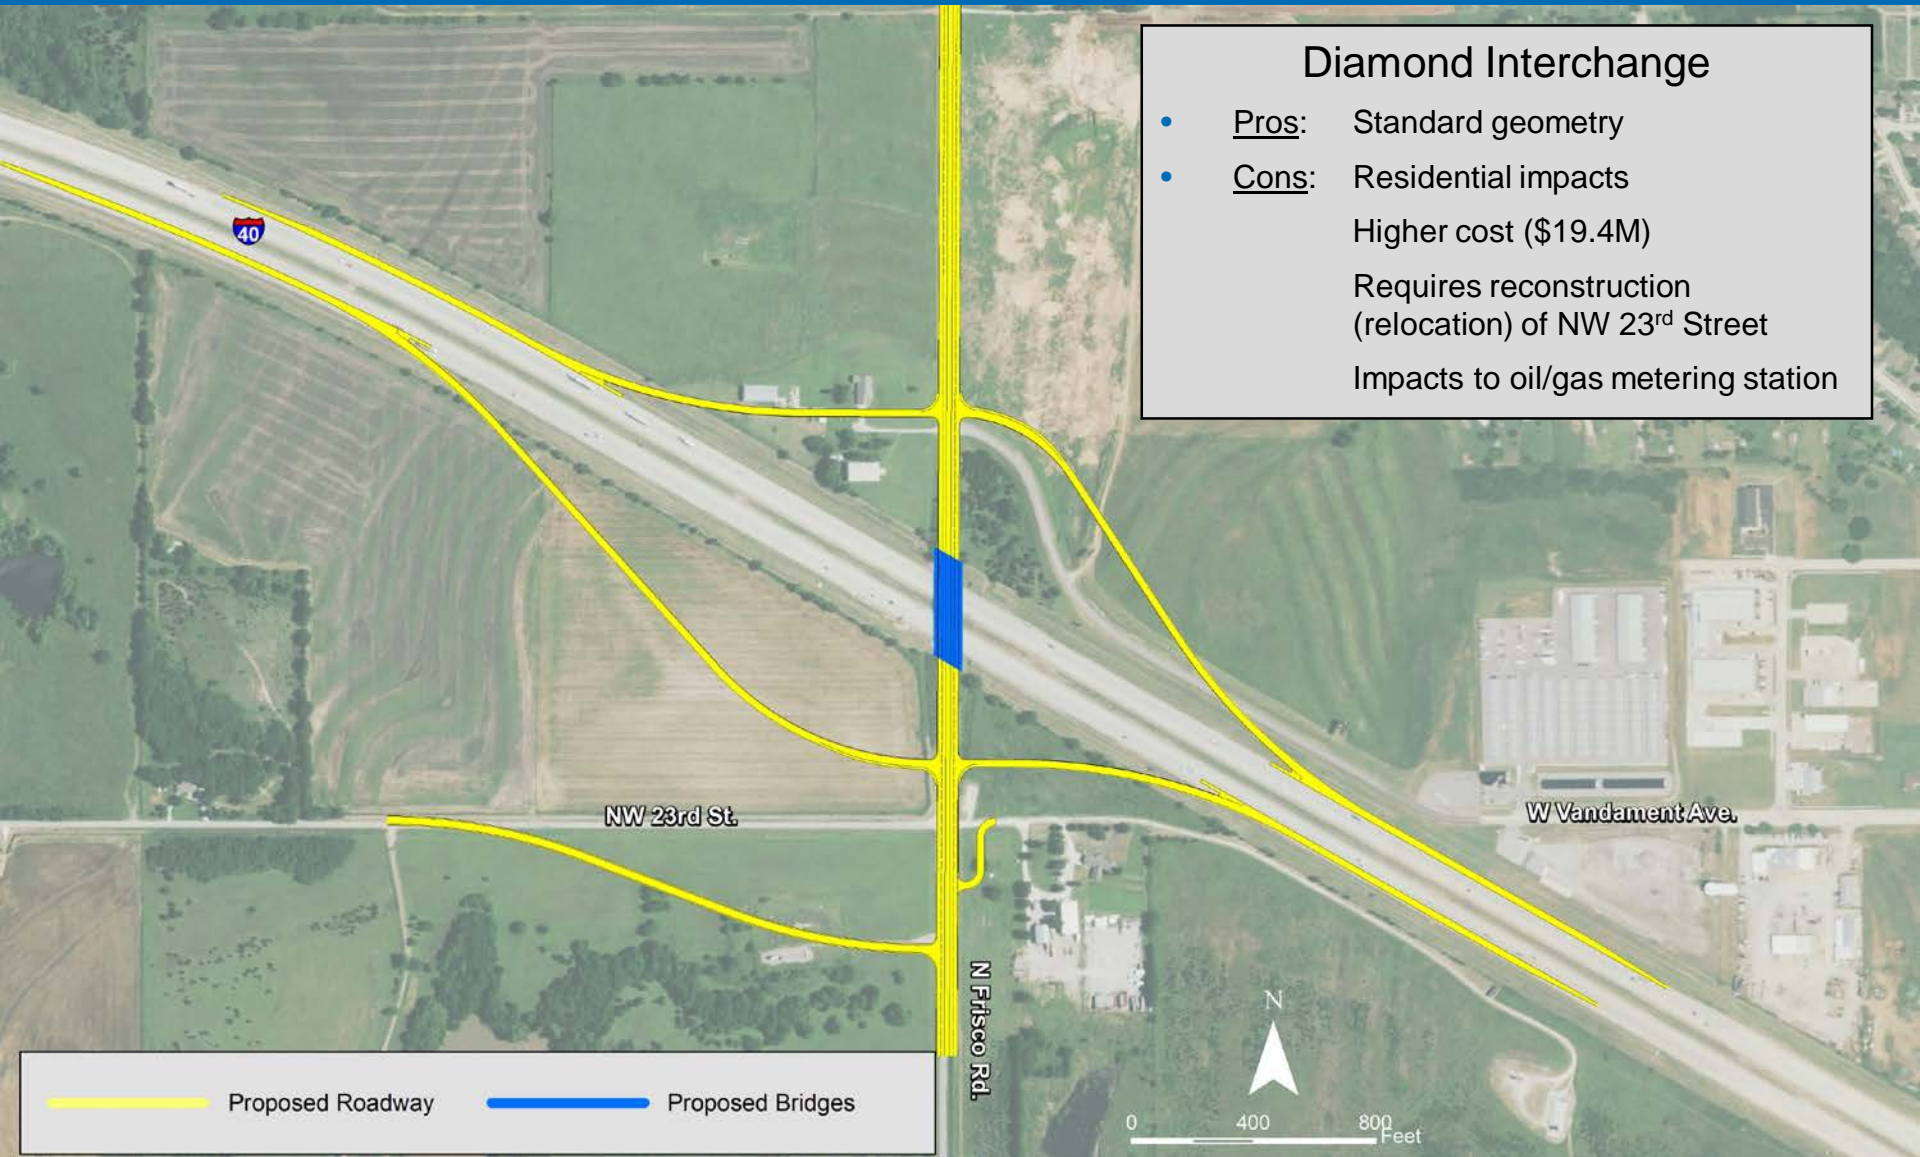 Diamond Interchange
• Pros: Standard geometry
• Cons: Residential impacts
Higher cost ($19.4M)
Requires reconstruction
(relocation) of NW 23rd Street
Impacts to oil/gas metering station
40
NW 23rd St.
W Vandament Ave.
N Frisco Rd.
N
0 400 800
Feet
Proposed Roadway Proposed Bridges